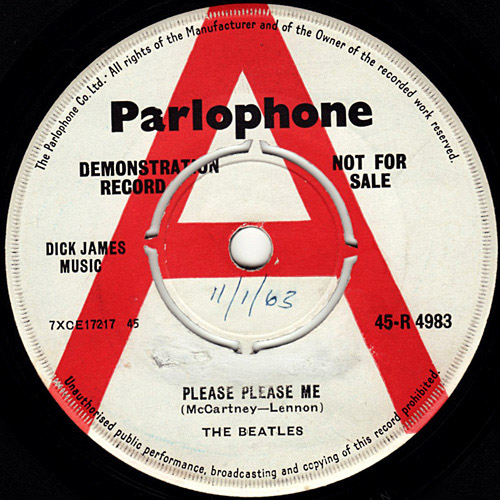 The Parlophone Co. Ltd.- All rights of the Manufacturer and of the Owner of the recorded work reserved.
Parlophone
DEMONSTRATION
RECORD
NOT FOR
SALE
DICK JAMES
MUSIC
11/1/63
7XCE17217 45
45-R 4983
PLEASE PLEASE ME
(McCartney—Lennon)
THE BEATLES
Unauthorised public performance, broadcasting and copying of this record prohibited.
A